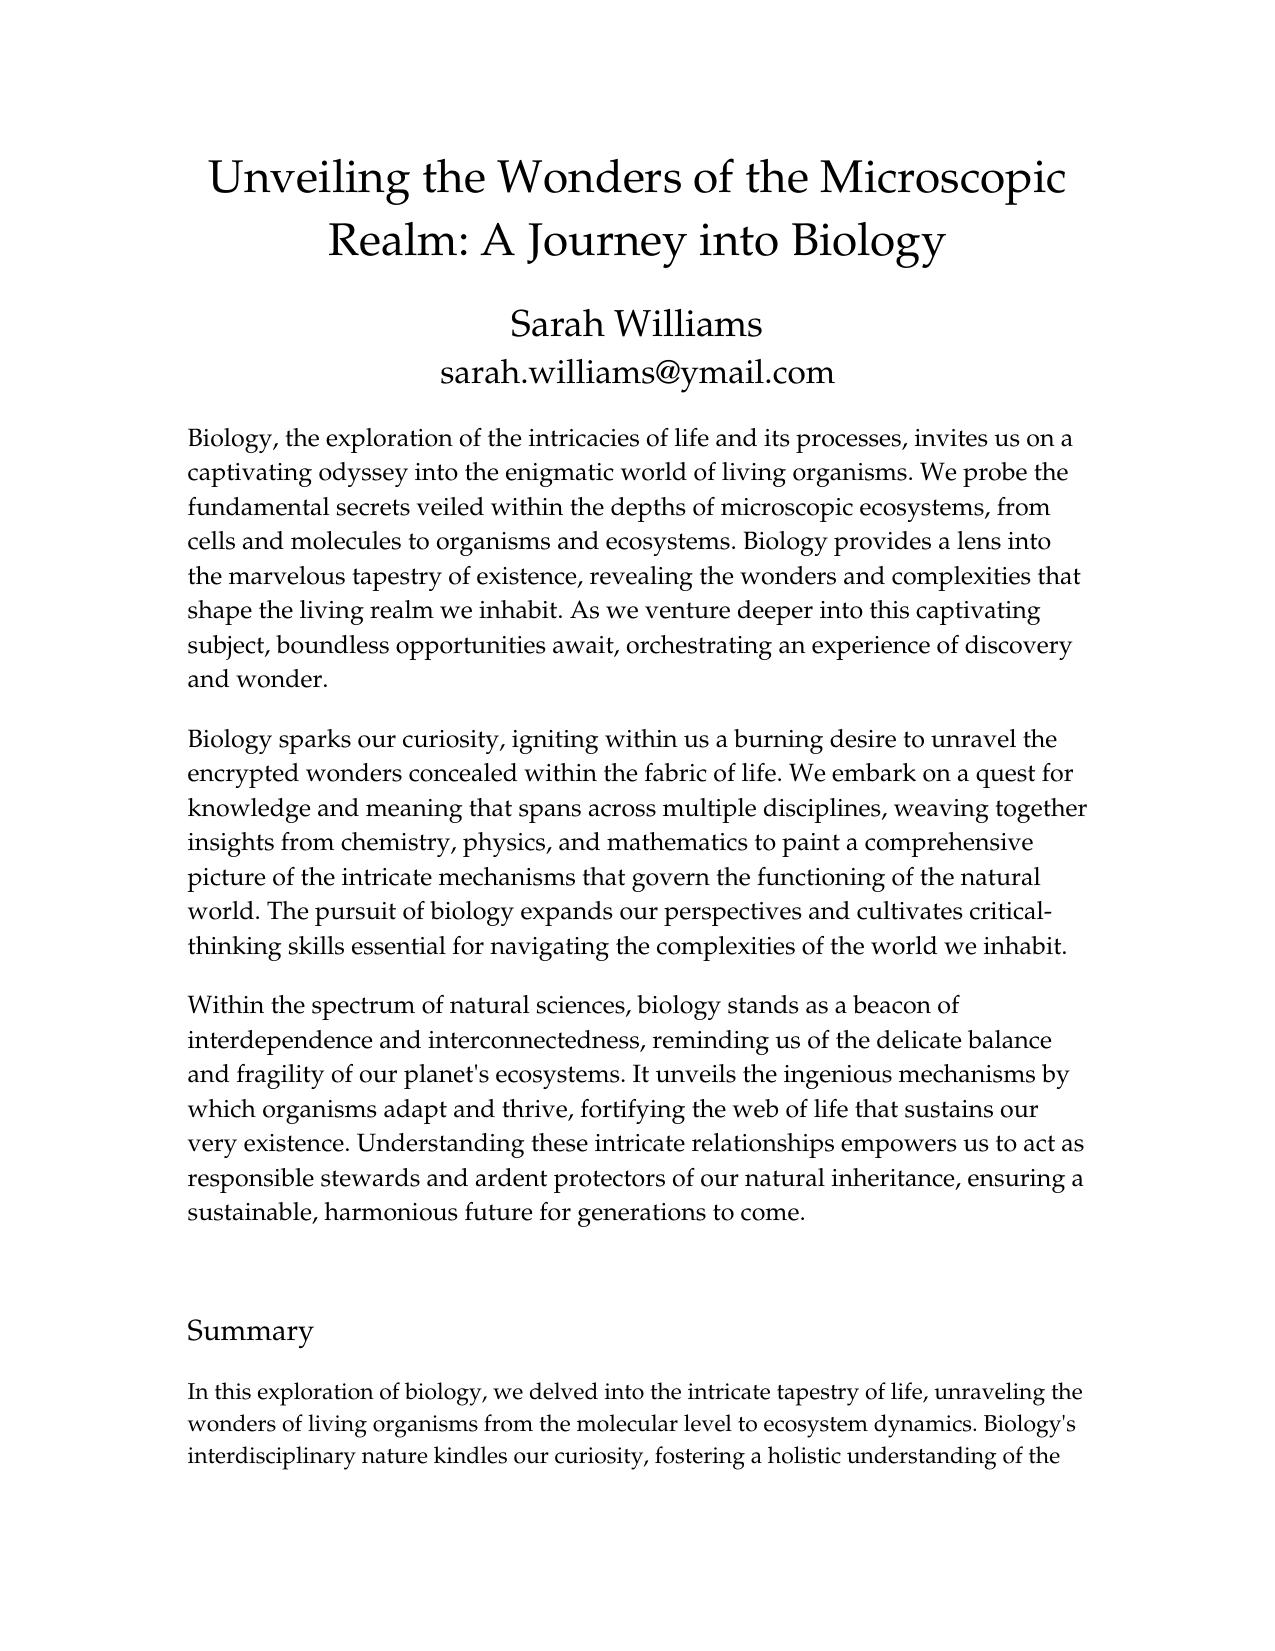 Unveiling the Wonders of the Microscopic
Realm: A Journey into Biology
Sarah Williams
sarah.williams@ymail.com
Biology, the exploration of the intricacies of life and its processes, invites us on a
captivating odyssey into the enigmatic world of living organisms. We probe the
fundamental secrets veiled within the depths of microscopic ecosystems, from
cells and molecules to organisms and ecosystems. Biology provides a lens into
the marvelous tapestry of existence, revealing the wonders and complexities that
shape the living realm we inhabit. As we venture deeper into this captivating
subject, boundless opportunities await, orchestrating an experience of discovery
and wonder.
Biology sparks our curiosity, igniting within us a burning desire to unravel the
encrypted wonders concealed within the fabric of life. We embark on a quest for
knowledge and meaning that spans across multiple disciplines, weaving together
insights from chemistry, physics, and mathematics to paint a comprehensive
picture of the intricate mechanisms that govern the functioning of the natural
world. The pursuit of biology expands our perspectives and cultivates critical-
thinking skills essential for navigating the complexities of the world we inhabit.
Within the spectrum of natural sciences, biology stands as a beacon of
interdependence and interconnectedness, reminding us of the delicate balance
and fragility of our planet's ecosystems. It unveils the ingenious mechanisms by
which organisms adapt and thrive, fortifying the web of life that sustains our
very existence. Understanding these intricate relationships empowers us to act as
responsible stewards and ardent protectors of our natural inheritance, ensuring a
sustainable, harmonious future for generations to come.
Summary
In this exploration of biology, we delved into the intricate tapestry of life, unraveling the
wonders of living organisms from the molecular level to ecosystem dynamics. Biology's
interdisciplinary nature kindles our curiosity, fostering a holistic understanding of the